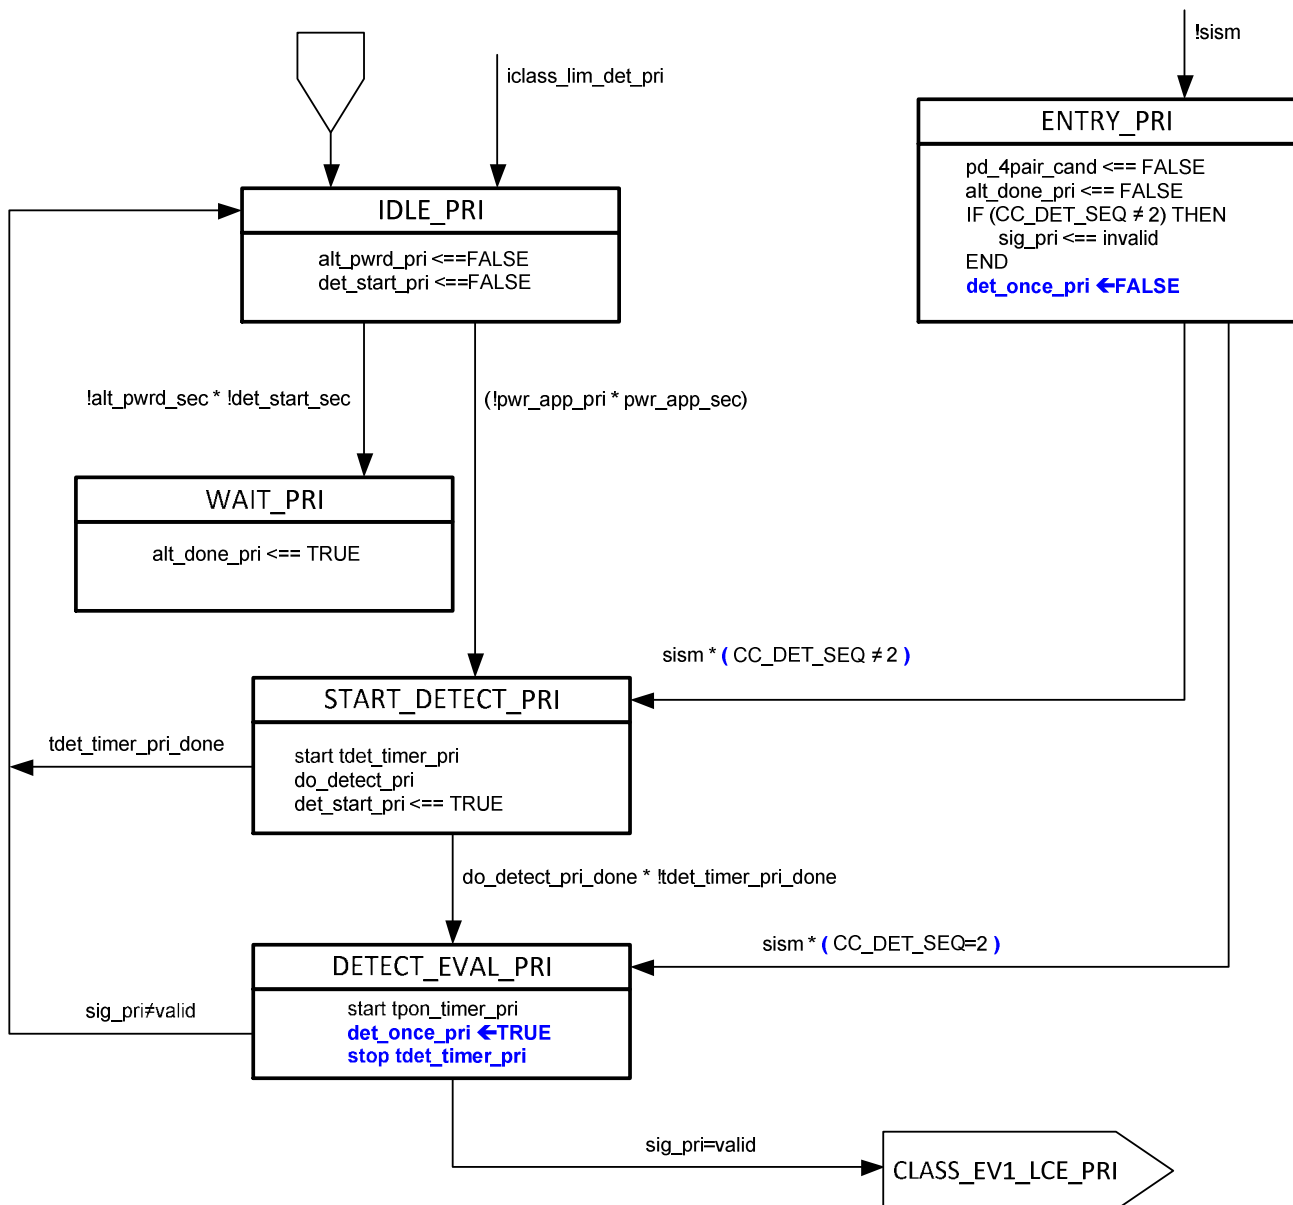 !sism
iclass_lim_det_pri
ENTRY_PRI
pd_4pair_cand <== FALSE
alt_done_pri <== FALSE
IF (CC_DET_SEQ ≠ 2) THEN
sig_pri <== invalid
END
det_once_pri 🡨FALSE
IDLE_PRI
alt_pwrd_pri <==FALSE
det_start_pri <==FALSE
!alt_pwrd_sec * !det_start_sec
(!pwr_app_pri * pwr_app_sec)
WAIT_PRI
alt_done_pri <== TRUE
sism * ( CC_DET_SEQ ≠ 2 )
START_DETECT_PRI
tdet_timer_pri_done
start tdet_timer_pri
do_detect_pri
det_start_pri <== TRUE
do_detect_pri_done * !tdet_timer_pri_done
sism * ( CC_DET_SEQ=2 )
DETECT_EVAL_PRI
sig_pri≠valid
start tpon_timer_pri
det_once_pri 🡨TRUE
stop tdet_timer_pri
sig_pri=valid
CLASS_EV1_LCE_PRI